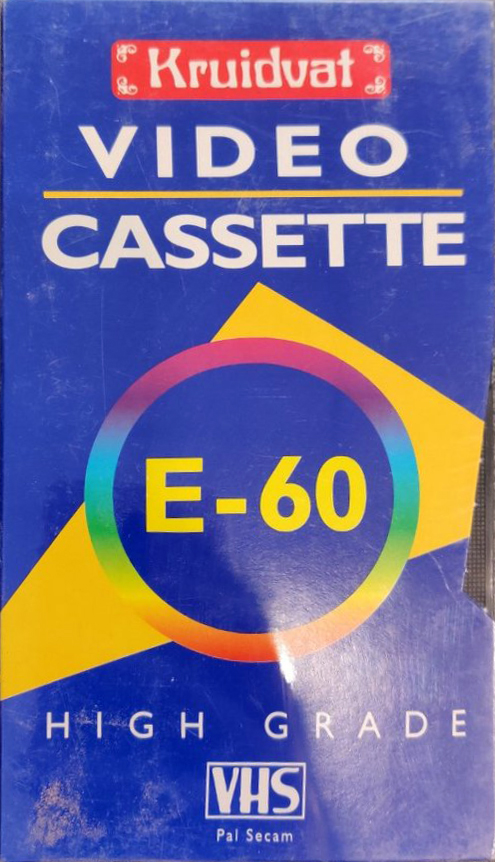 Kruidvat
VIDEO
CASSETTE
E-60
HIGH GRADE
VHS
Pal Secam